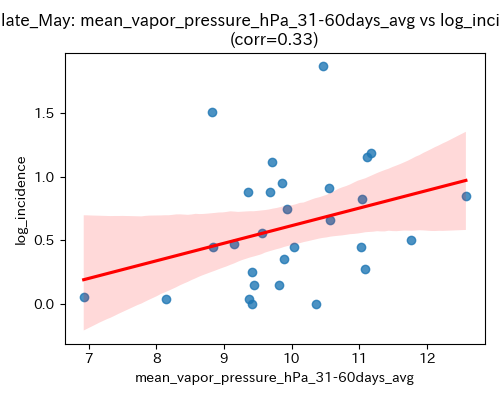 late_May: mean_vapor_pressure_hPa_31-60days_avg vs log_inci
(corr=0.33)
log_incidence
1.5
1.0
0.5
0.0
7
8
9
10
11
12
mean_vapor_pressure_hPa_31-60days_avg